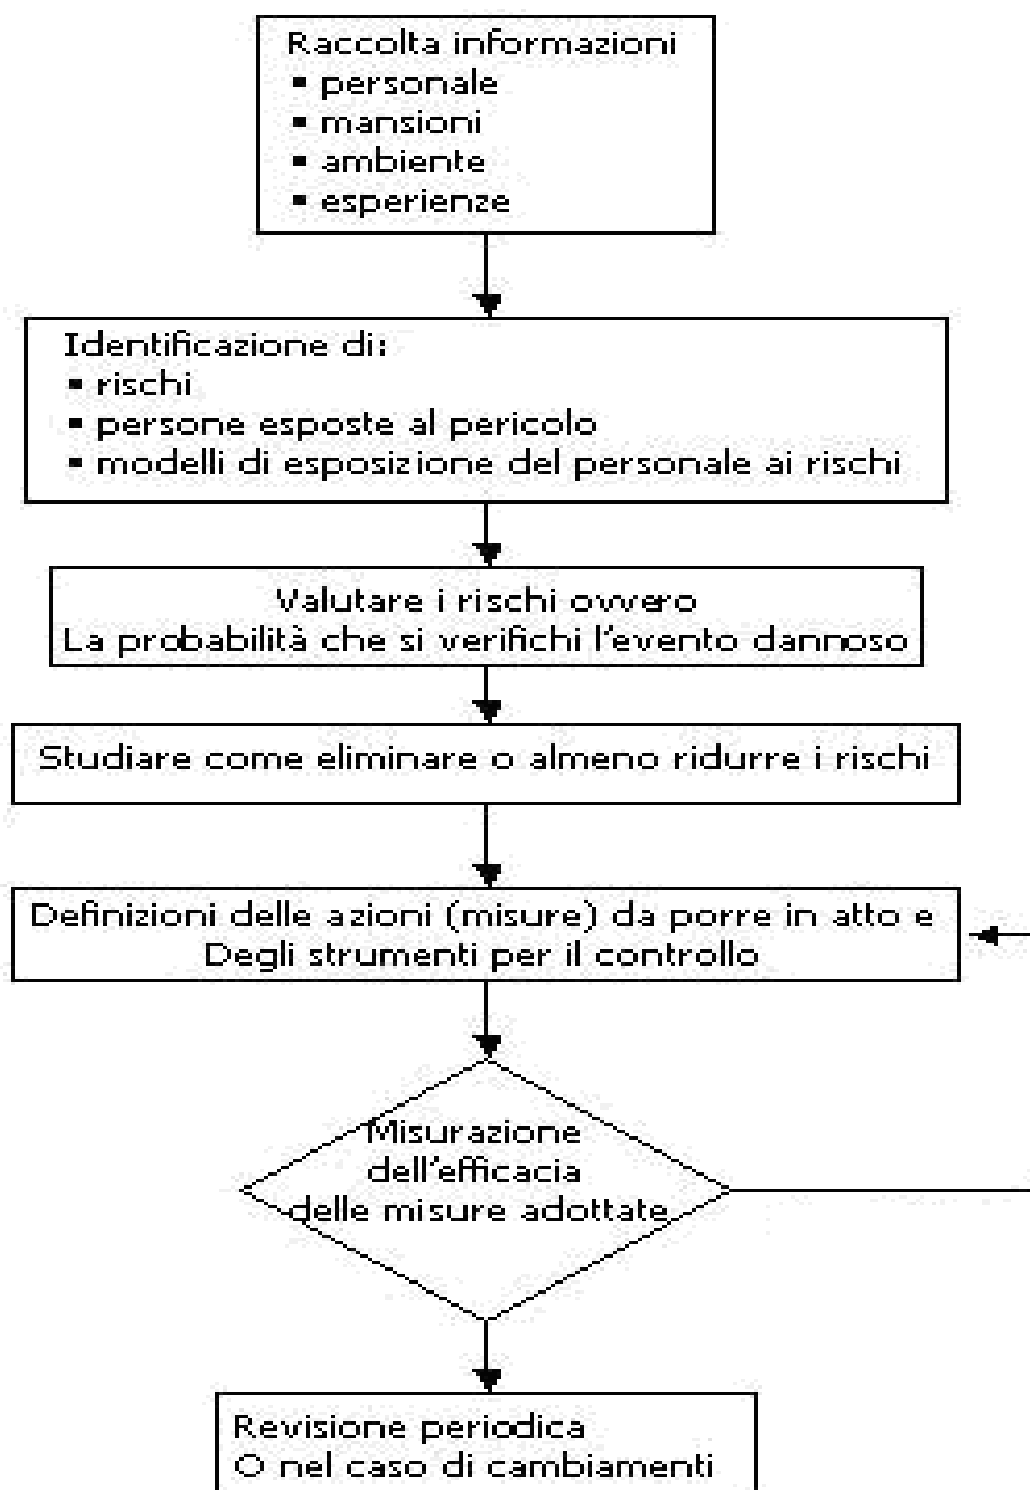 Raccolta informazioni
▪ personale
▪ mansioni
▪ ambiente
▪ esperienze
Identificazione di:
▪ rischi
▪ persone esposte al pericolo
▪ modelli di esposizione del personale ai rischi
Valutare i rischi ovvero
La probabilità che si verifichi l'evento dannoso
Studiare come eliminare o almeno ridurre i rischi
Definizioni delle azioni (misure) da porre in atto e
Degli strumenti per il controllo
Misurazione
dell'efficacia
delle misure adottate
Revisione periodica
O nel caso di cambiamenti